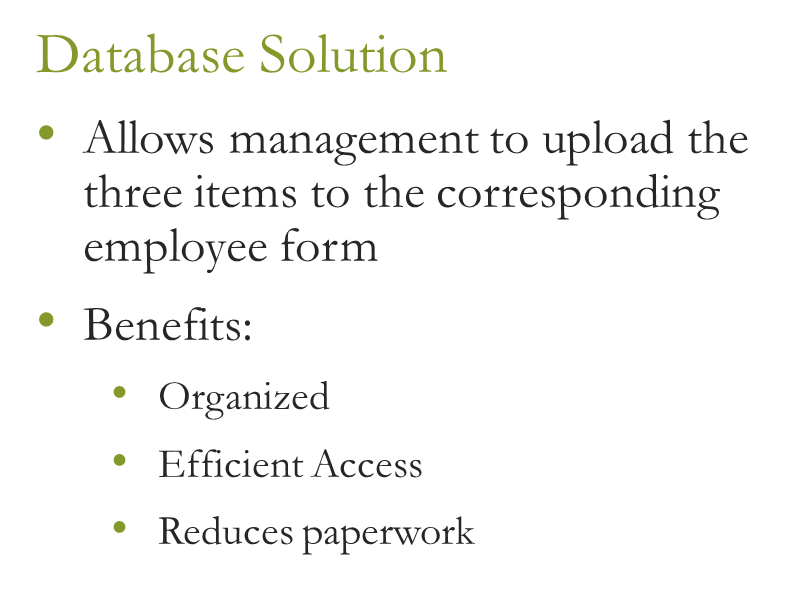 Database Solution
• Allows management to upload the
three items to the corresponding
employee form
• Benefits:
• Organized
• Efficient Access
• Reduces paperwork